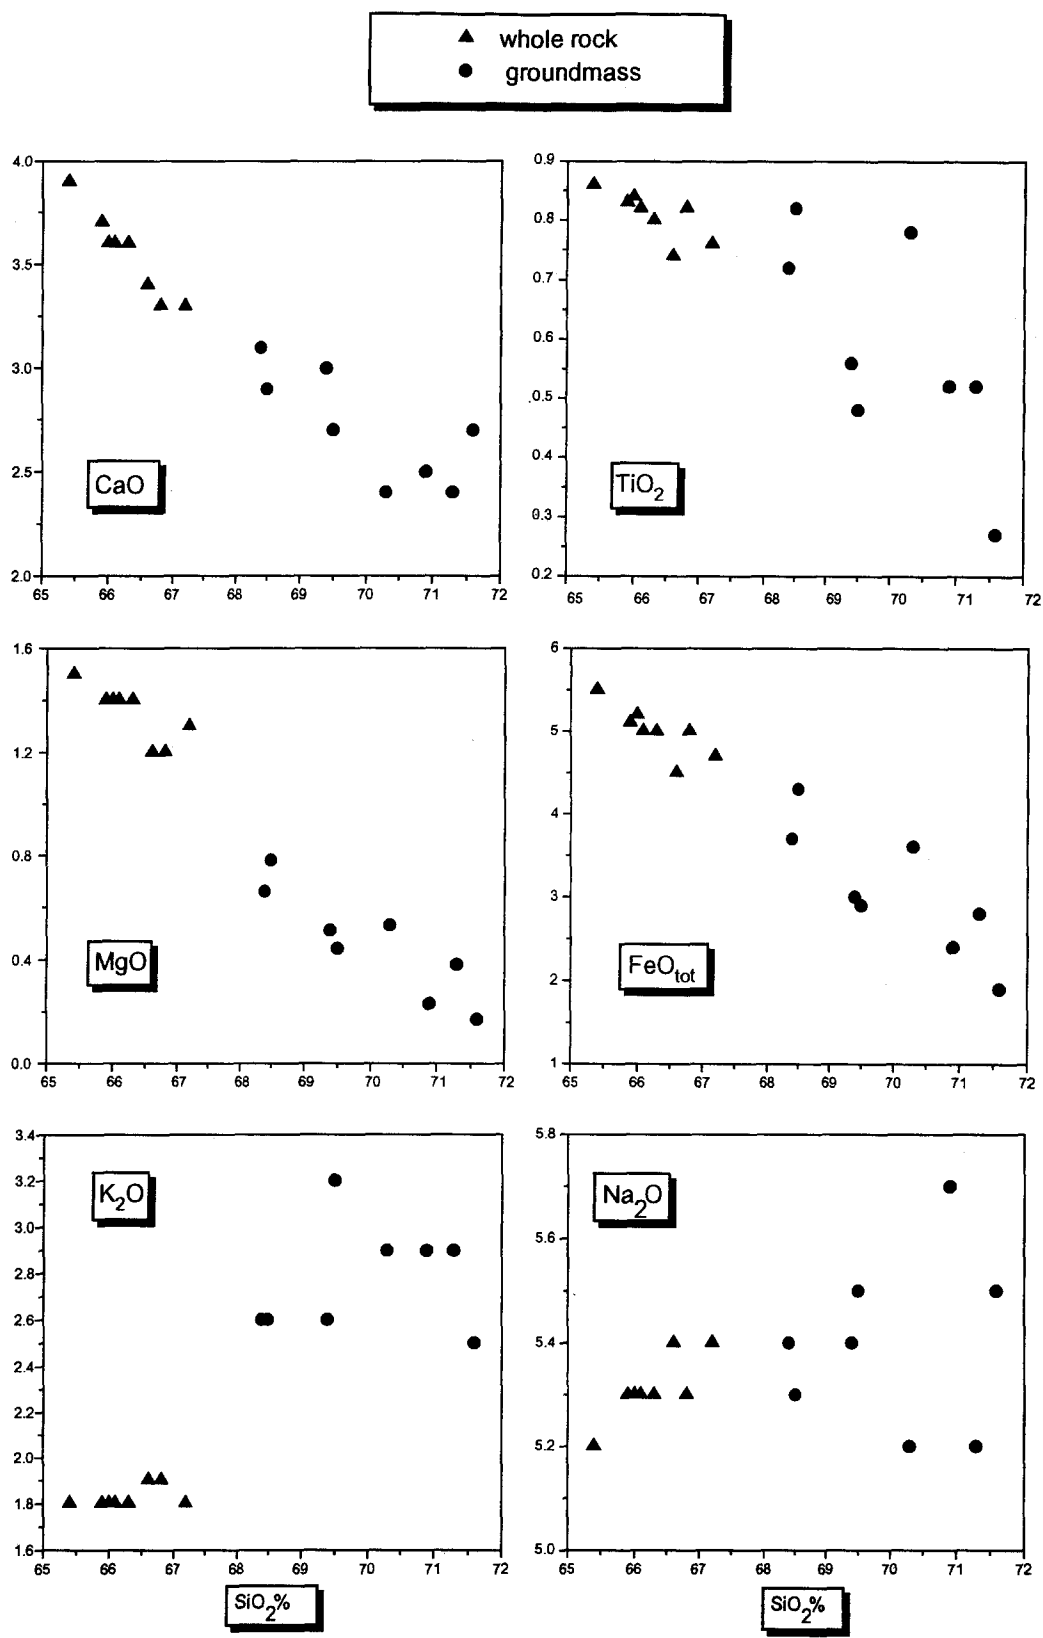 whole rock
groundmass
4.0
3.5
3.0
2.5
2.0
CaO
65 66 67 68 69 70 71 72
0.9
0.8
0.7
0.6
0.5
0.4
0.3
0.2
TiO2
65 66 67 68 69 70 71 72
1.6
1.2
0.8
0.4
0.0
MgO
65 66 67 68 69 70 71 72
6
5
4
3
2
1
FeOtot
65 66 67 68 69 70 71 72
3.4
3.2
3.0
2.8
2.6
2.4
2.2
2.0
1.8
1.6
K2O
65 66 67 68 69 70 71 72
SiO2%
5.8
5.6
5.4
5.2
5.0
Na2O
65 66 67 68 69 70 71 72
SiO2%